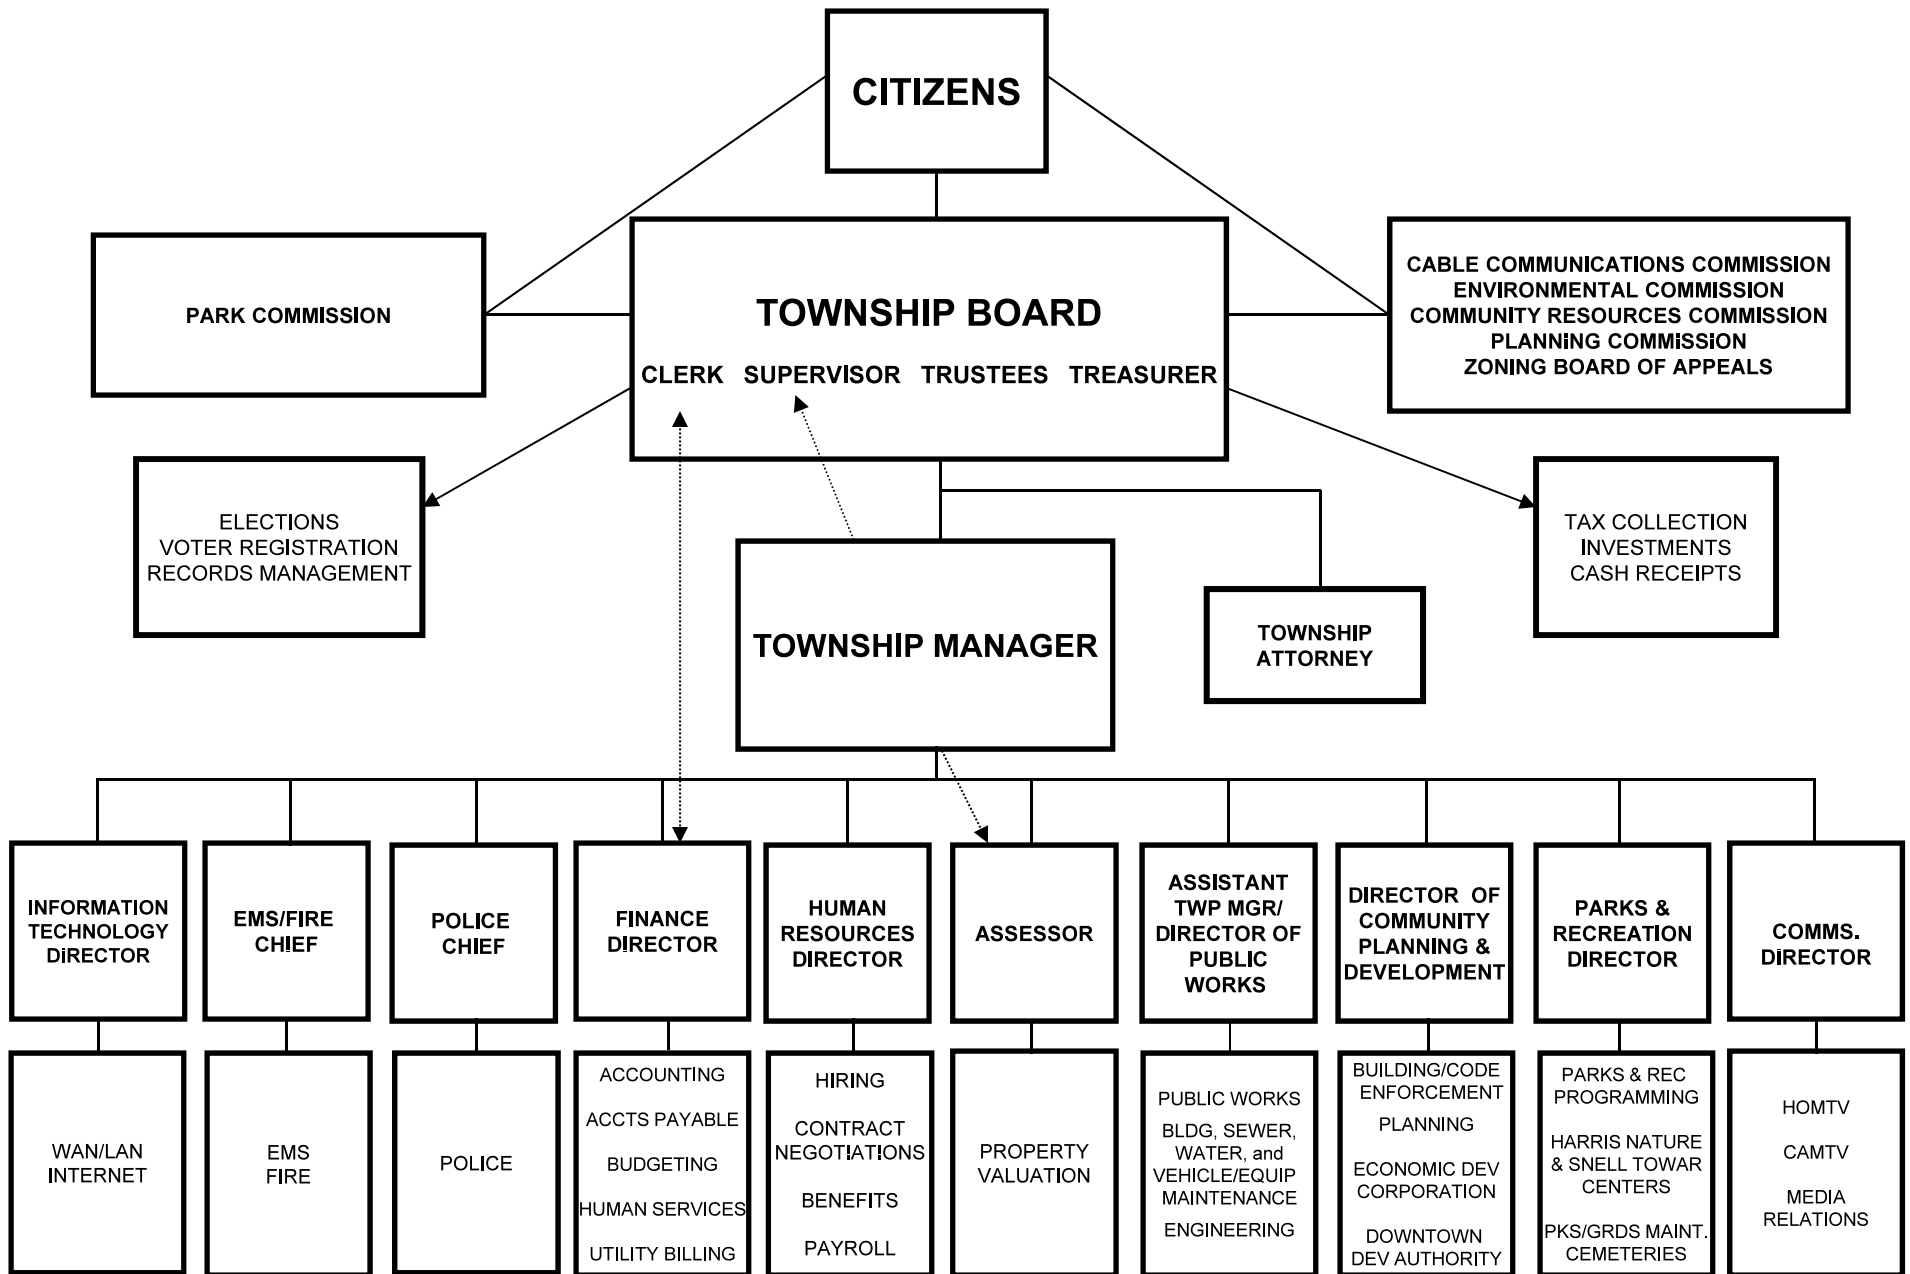 CITIZENS
PARK COMMISSION
TOWNSHIP BOARD
CLERK SUPERVISOR TRUSTEES TREASURER
CABLE COMMUNICATIONS COMMISSION
ENVIRONMENTAL COMMISSION
COMMUNITY RESOURCES COMMISSION
PLANNING COMMISSION
ZONING BOARD OF APPEALS
ELECTIONS
VOTER REGISTRATION
RECORDS MANAGEMENT
TAX COLLECTION
INVESTMENTS
CASH RECEIPTS
TOWNSHIP MANAGER
TOWNSHIP
ATTORNEY
INFORMATION
TECHNOLOGY
DIRECTOR
EMS/FIRE
CHIEF
POLICE
CHIEF
FINANCE
DIRECTOR
HUMAN
RESOURCES
DIRECTOR
ASSESSOR
ASSISTANT
TWP MGR/
DIRECTOR OF
PUBLIC
WORKS
DIRECTOR OF
COMMUNITY
PLANNING &
DEVELOPMENT
PARKS &
RECREATION
DIRECTOR
COMMS.
DIRECTOR
WAN/LAN
INTERNET
EMS
FIRE
POLICE
ACCOUNTING
ACCTS PAYABLE
BUDGETING
HUMAN SERVICES
UTILITY BILLING
HIRING
CONTRACT
NEGOTIATIONS
BENEFITS
PAYROLL
PROPERTY
VALUATION
PUBLIC WORKS
BLDG, SEWER,
WATER, and
VEHICLE/EQUIP
MAINTENANCE
ENGINEERING
BUILDING/CODE
ENFORCEMENT
PLANNING
ECONOMIC DEV
CORPORATION
DOWNTOWN
DEV AUTHORITY
PARKS & REC
PROGRAMMING
HARRIS NATURE
& SNELL TOWAR
CENTERS
PKS/GRDS MAINT.
CEMETERIES
HOMTV
CAMTV
MEDIA
RELATIONS